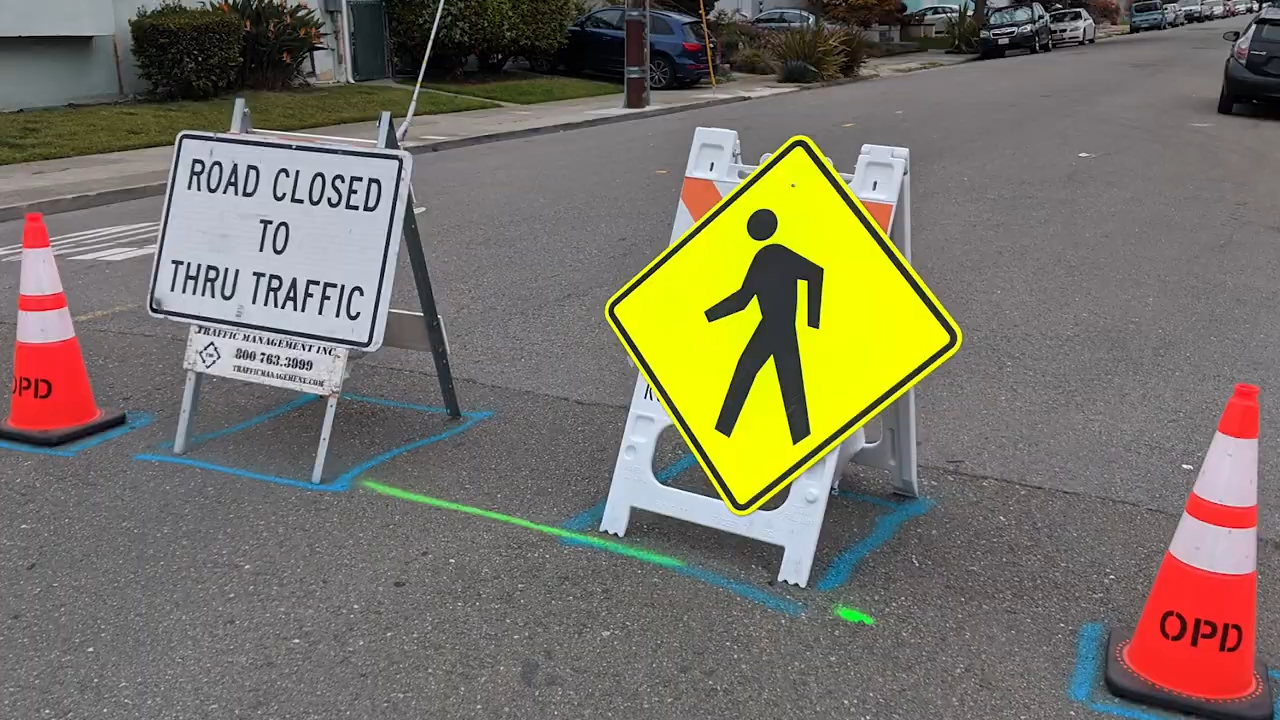 ROAD CLOSED
TO
THRU TRAFFIC
TRAFFIC MANAGEMENT INC.
800 763.3999
TRAFFICMANAGEMENT.COM
OPD
OPD